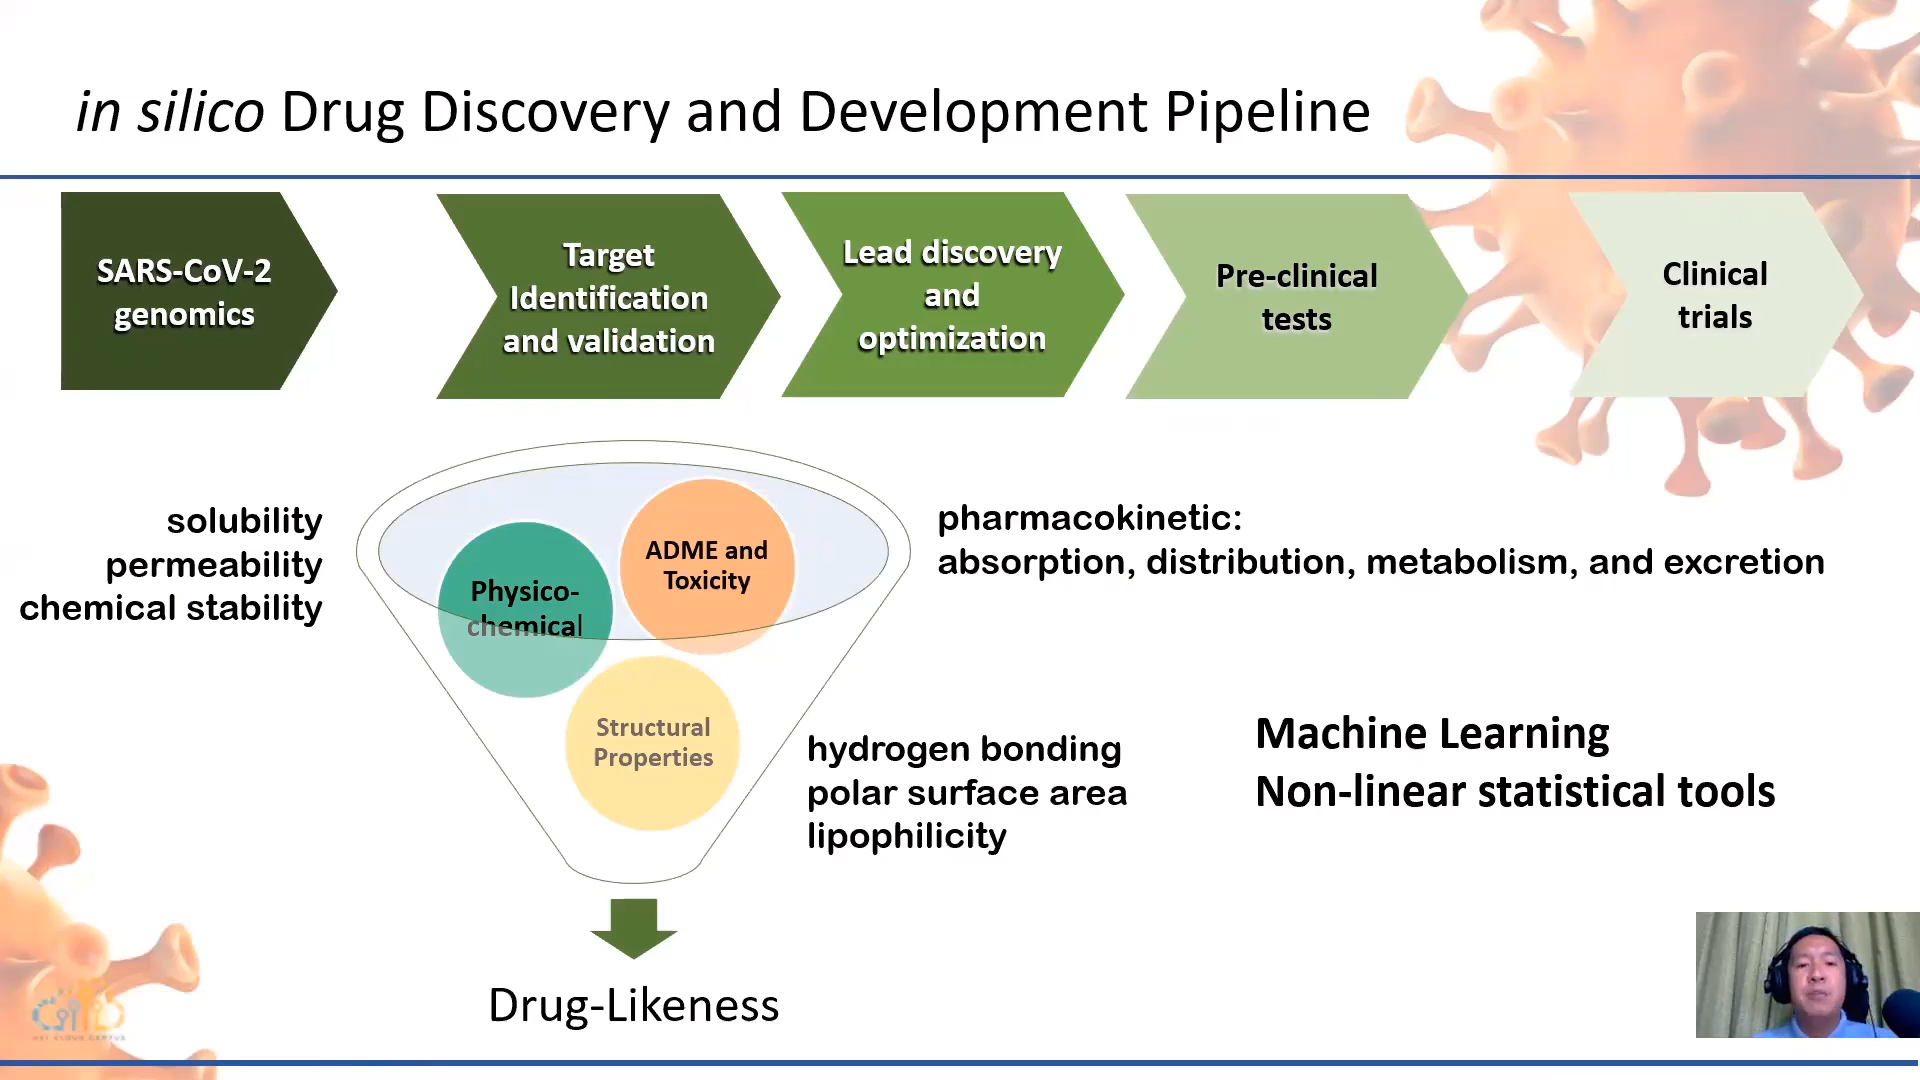 in silico Drug Discovery and Development Pipeline
SARS-CoV-2
genomics
Target
Identification
and validation
Lead discovery
and
optimization
Pre-clinical
tests
Clinical
trials
solubility
permeability
chemical stability
Physico-
chemical
ADME and
Toxicity
Structural
Properties
pharmacokinetic:
absorption, distribution, metabolism, and excretion
hydrogen bonding
polar surface area
lipophilicity
Machine Learning
Non-linear statistical tools
Drug-Likeness